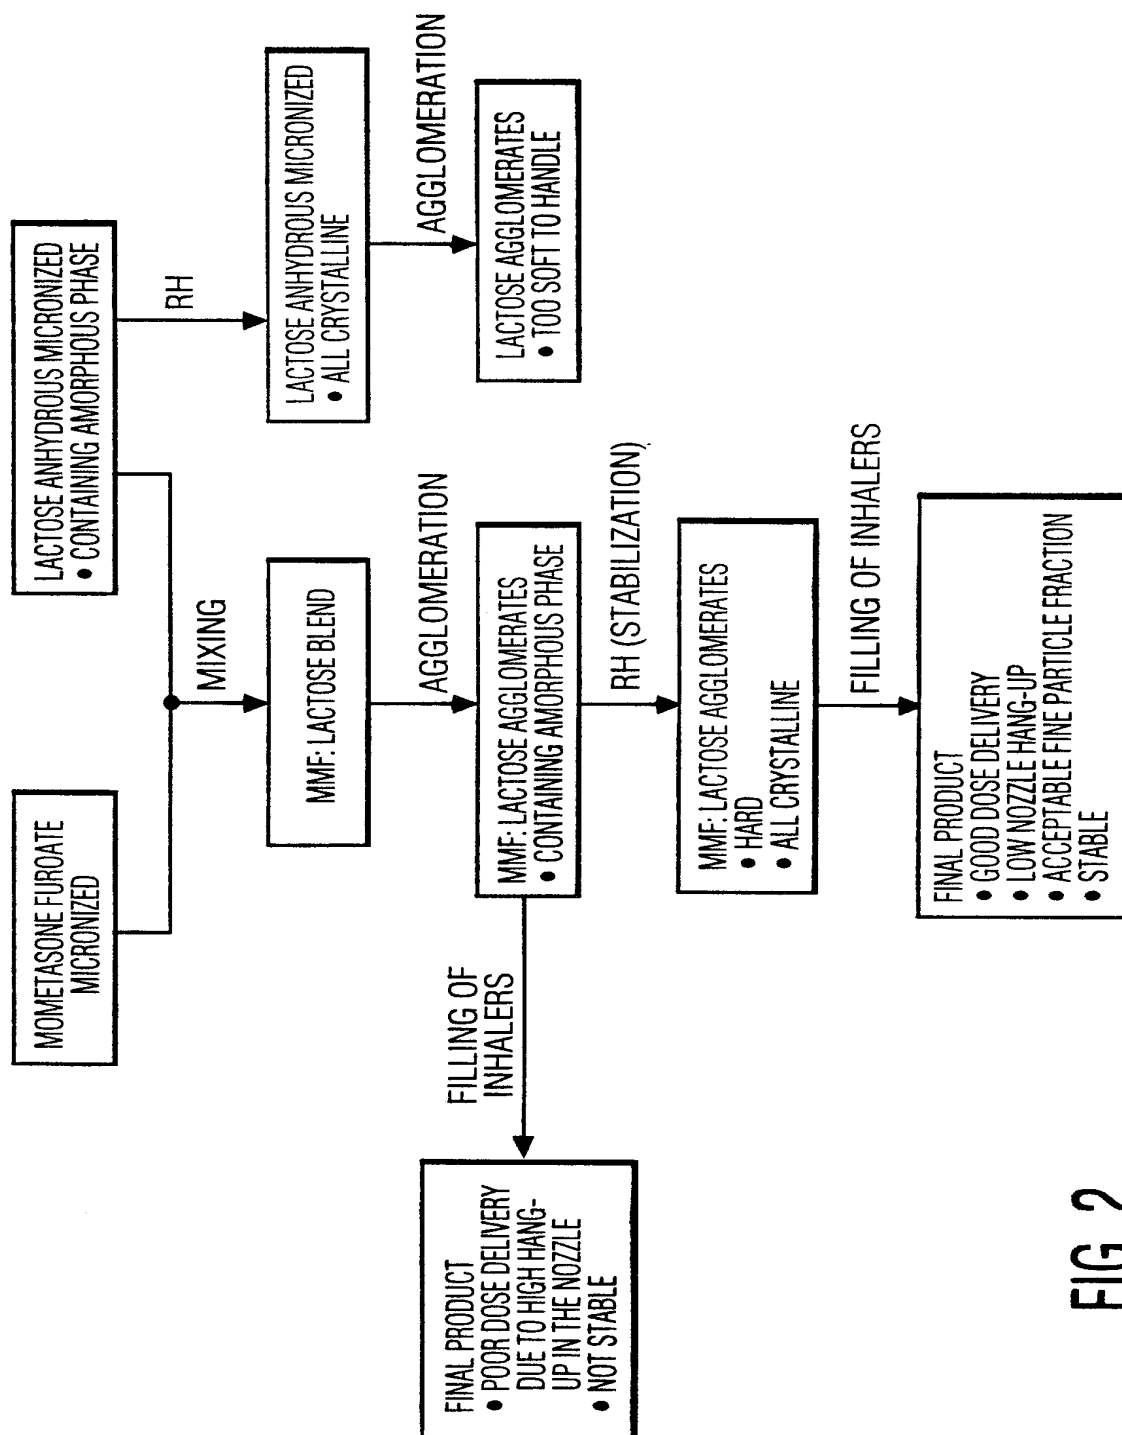 MOMETASONE FUROATE
MICRONIZED
LACTOSE ANHYDROUS MICRONIZED
• CONTAINING AMORPHOUS PHASE
MIXING
RH
MMF: LACTOSE BLEND
LACTOSE ANHYDROUS MICRONIZED
• ALL CRYSTALLINE
AGGLOMERATION
AGGLOMERATION
MMF: LACTOSE AGGLOMERATES
• CONTAINING AMORPHOUS PHASE
LACTOSE AGGLOMERATES
• TOO SOFT TO HANDLE
FILLING OF
INHALERS
RH (STABILIZATION)
FINAL PRODUCT
• POOR DOSE DELIVERY
DUE TO HIGH HANG-
UP IN THE NOZZLE
• NOT STABLE
MMF: LACTOSE AGGLOMERATES
• HARD
• ALL CRYSTALLINE
FILLING OF INHALERS
FINAL PRODUCT
• GOOD DOSE DELIVERY
• LOW NOZZLE HANG-UP
• ACCEPTABLE FINE PARTICLE FRACTION
• STABLE
FIG. 2